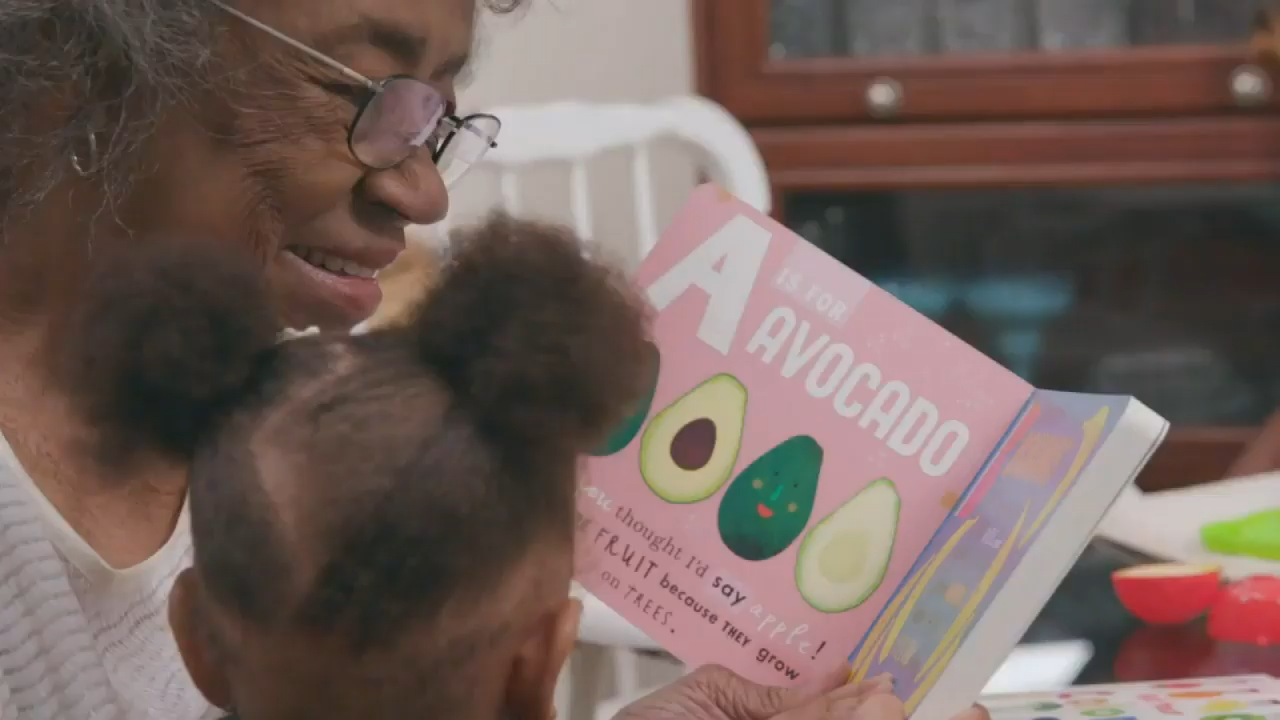 A IS FOR
AVOCADO
thought I'd say apple!
FRUIT because THEY grow
on TREES.